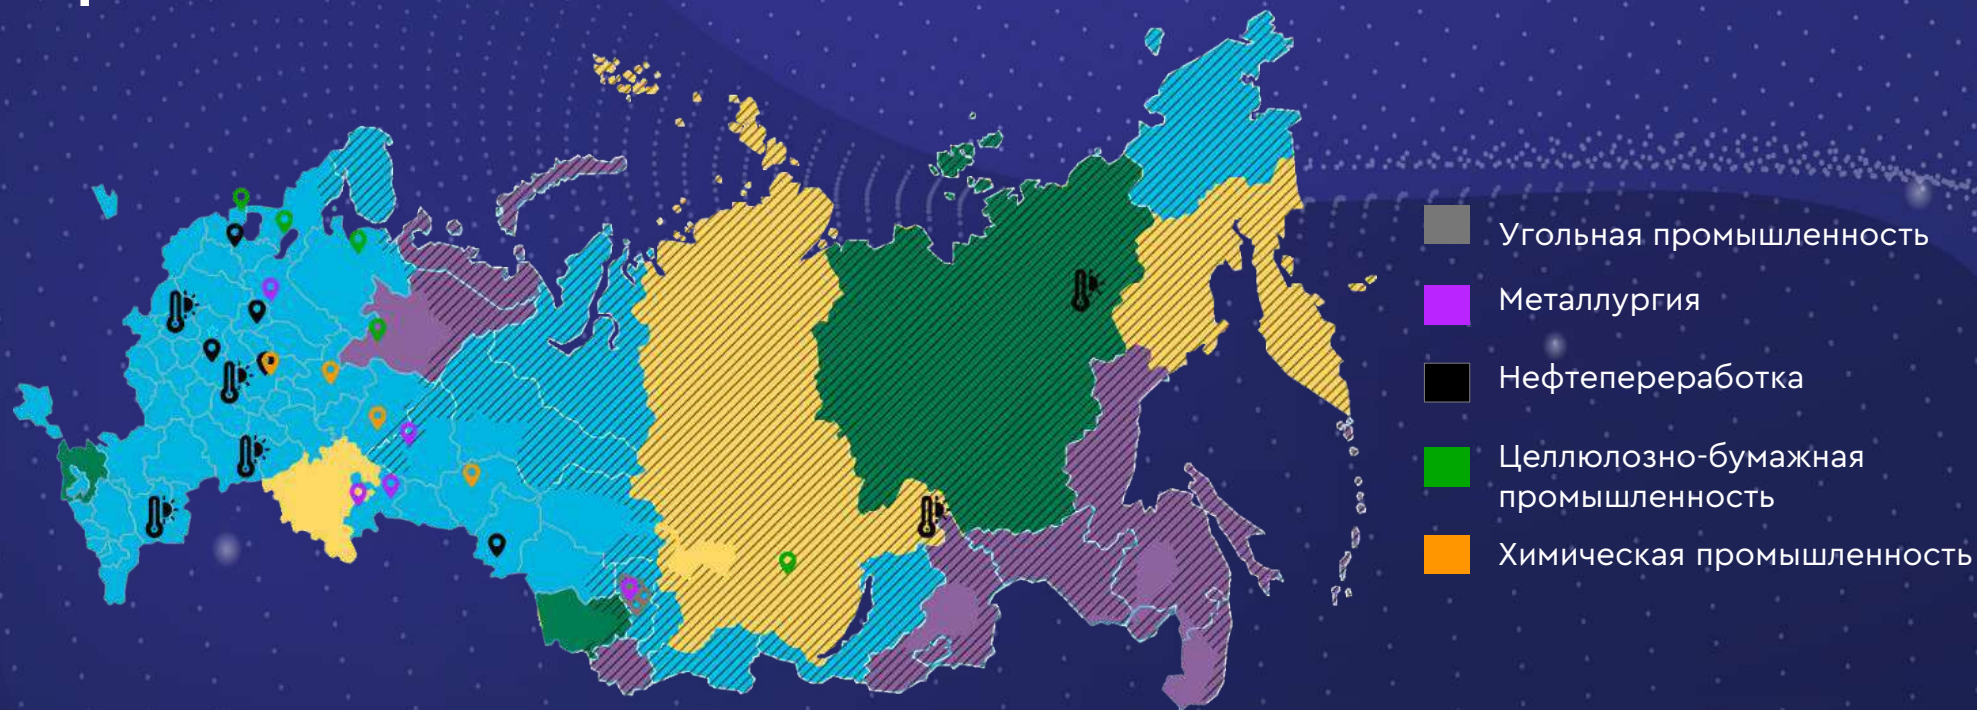 Угольная промышленность
Металлургия
Нефтепереработка
Целлюлозно-бумажная
промышленность
Химическая промышленность